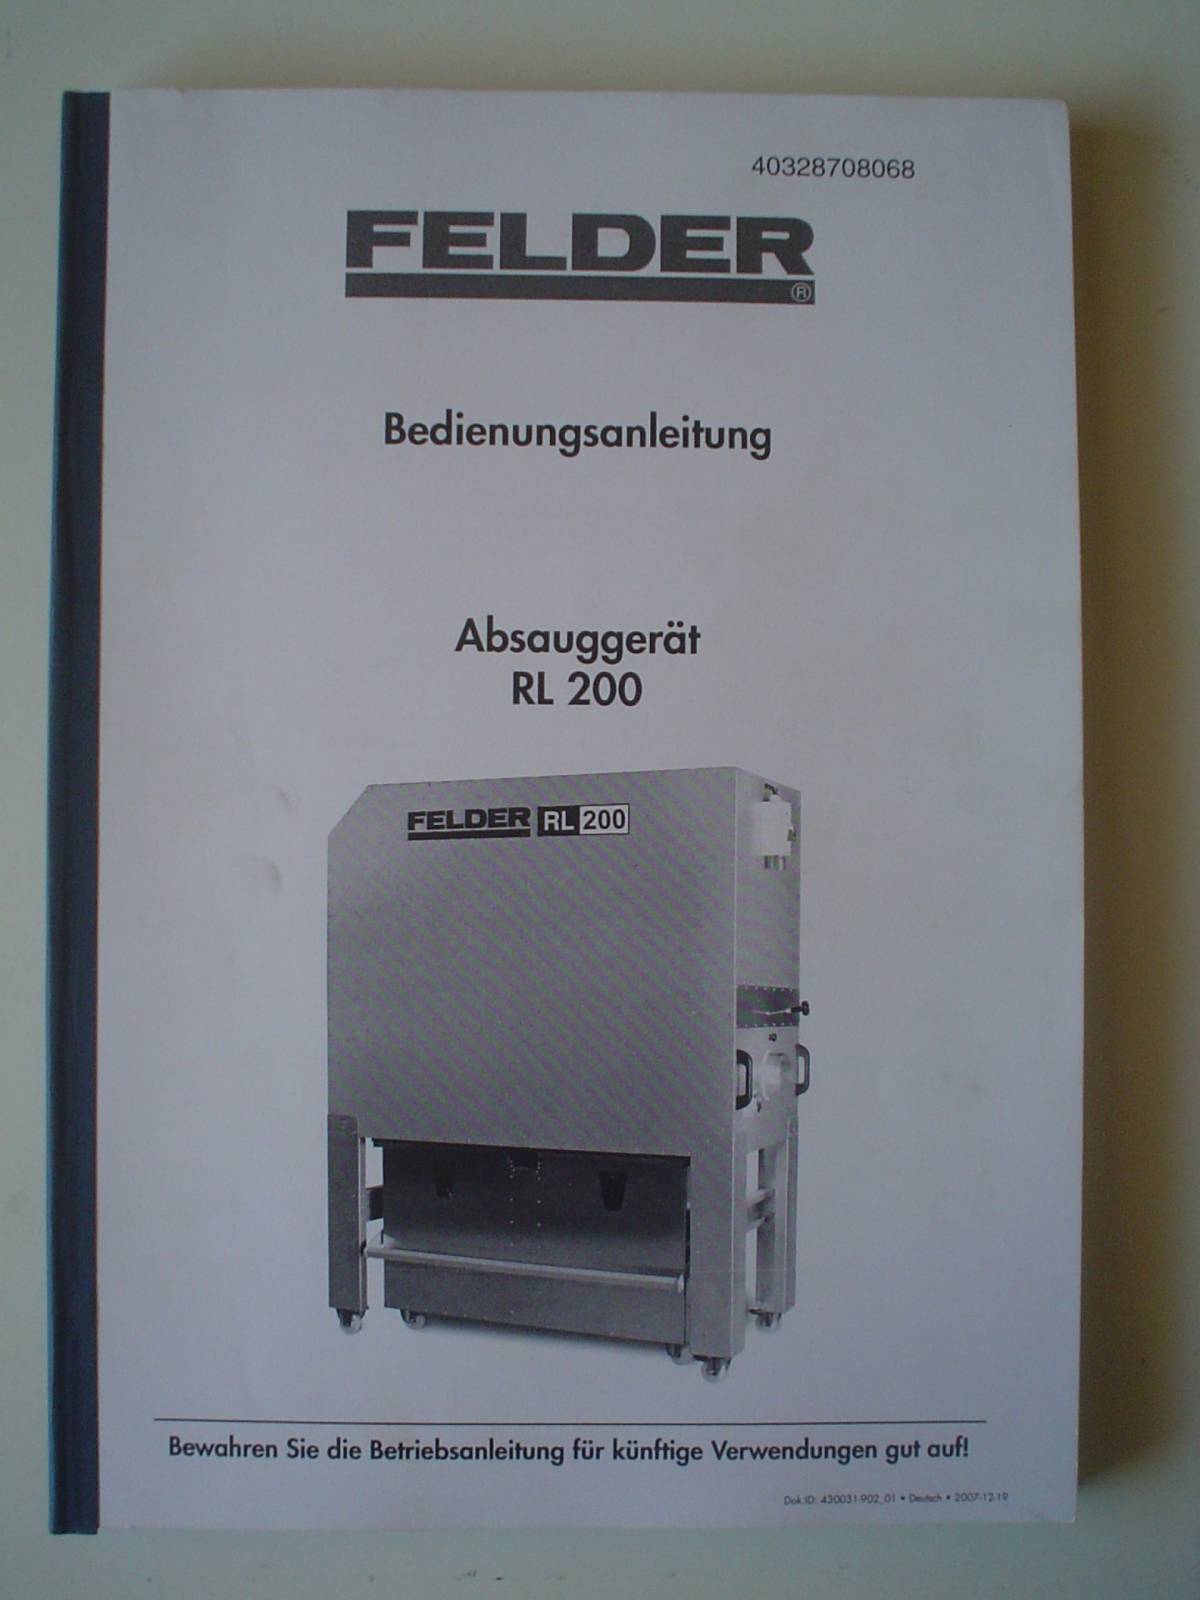 40328708068
FELDER
®
Bedienungsanleitung
Absauggerät
RL 200
FELDER RL 200
Bewahren Sie die Betriebsanleitung für künftige Verwendungen gut auf!
Dok.ID: 430031-902_01 • Deutsch • 2007-12-19